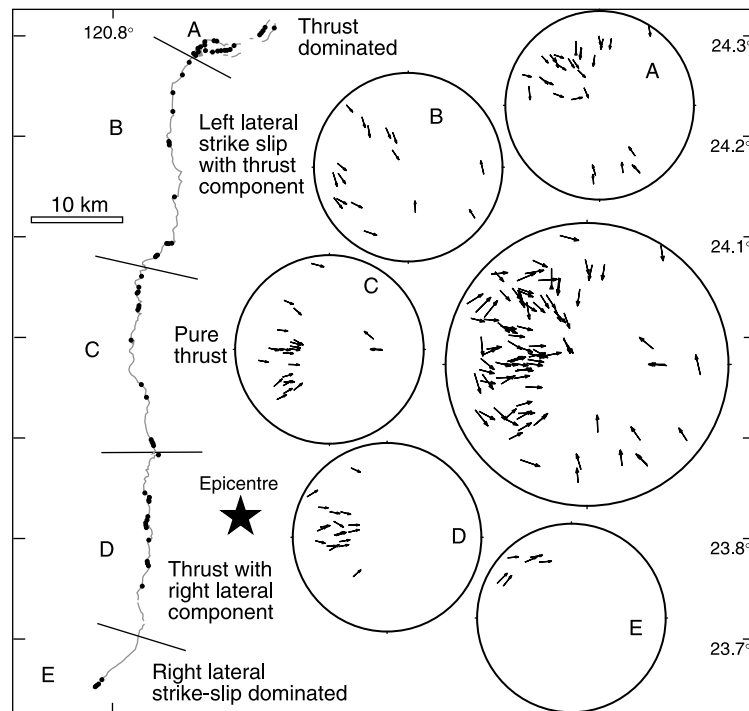 A
Thrust
dominated
120.8°
24.3°
A
B
B
Left lateral
strike slip
with thrust
component
24.2°
10 km
24.1°
C
C
Pure
thrust
Epicentre
D
D
23.8°
Thrust with
right lateral
component
E
23.7°
E
Right lateral
strike-slip dominated